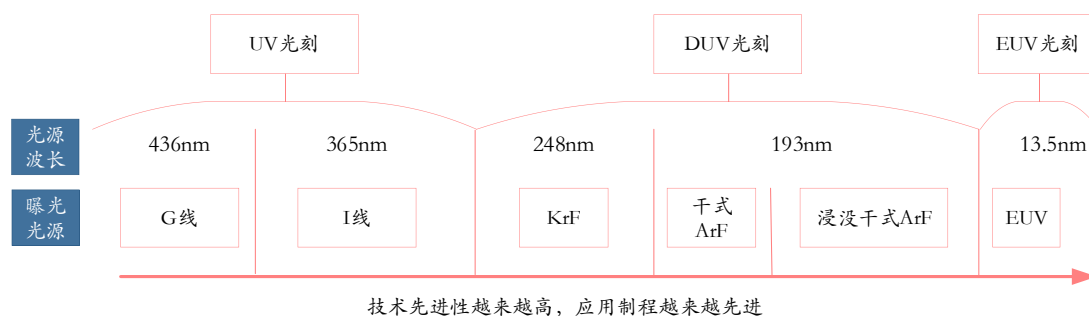 UV光刻
DUV光刻
EUV光刻
光源
波长
436nm
365nm
248nm
193nm
13.5nm
曝光
光源
G线
I线
KrF
干式
ArF
浸没干式ArF
EUV
技术先进性越来越高，应用制程越来越先进